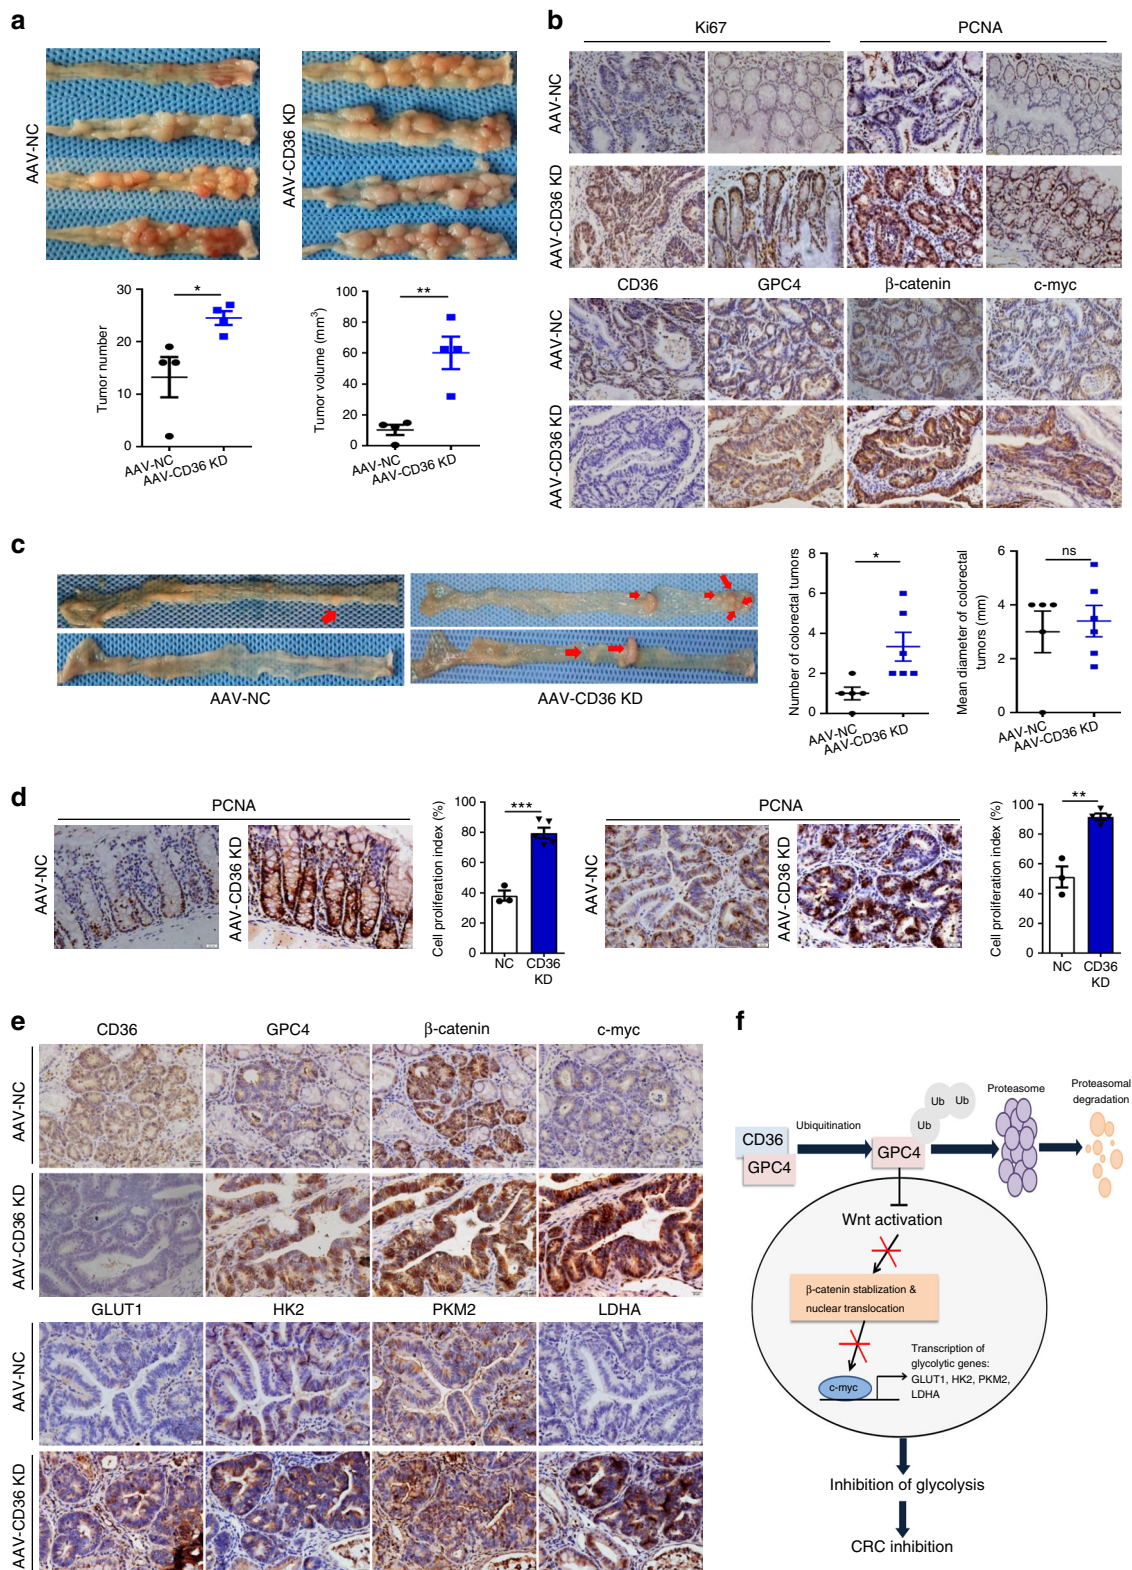 a
AAV-NC
AAV-CD36 KD
Tumor number
30
20
10
0
*
AAV-NC
AAV-CD36 KD
Tumor volume (mm³)
100
80
60
40
20
0
**
AAV-NC
AAV-CD36 KD
b
Ki67
PCNA
AAV-NC
AAV-CD36 KD
CD36
GPC4
β-catenin
c-myc
AAV-NC
AAV-CD36 KD
c
AAV-NC
AAV-CD36 KD
Number of colorectal tumors
8
6
4
2
0
*
AAV-NC
AAV-CD36 KD
Mean diameter of colorectal
tumors (mm)
6
4
2
0
ns
AAV-NC
AAV-CD36 KD
d
PCNA
AAV-NC
AAV-CD36 KD
Cell proliferation index (%)
100
80
60
40
20
0
***
NC
CD36
KD
PCNA
AAV-NC
AAV-CD36 KD
Cell proliferation index (%)
100
80
60
40
20
0
**
NC
CD36
KD
e
CD36
GPC4
β-catenin
c-myc
AAV-NC
AAV-CD36 KD
GLUT1
HK2
PKM2
LDHA
AAV-NC
AAV-CD36 KD
f
CD36
GPC4
Ubiquitination
GPC4
Ub
Ub
Ub
Proteasome
Proteasomal
degradation
Wnt activation
β-catenin stablization &
nuclear translocation
c-myc
Transcription of
glycolytic genes:
GLUT1, HK2, PKM2,
LDHA
Inhibition of glycolysis
CRC inhibition